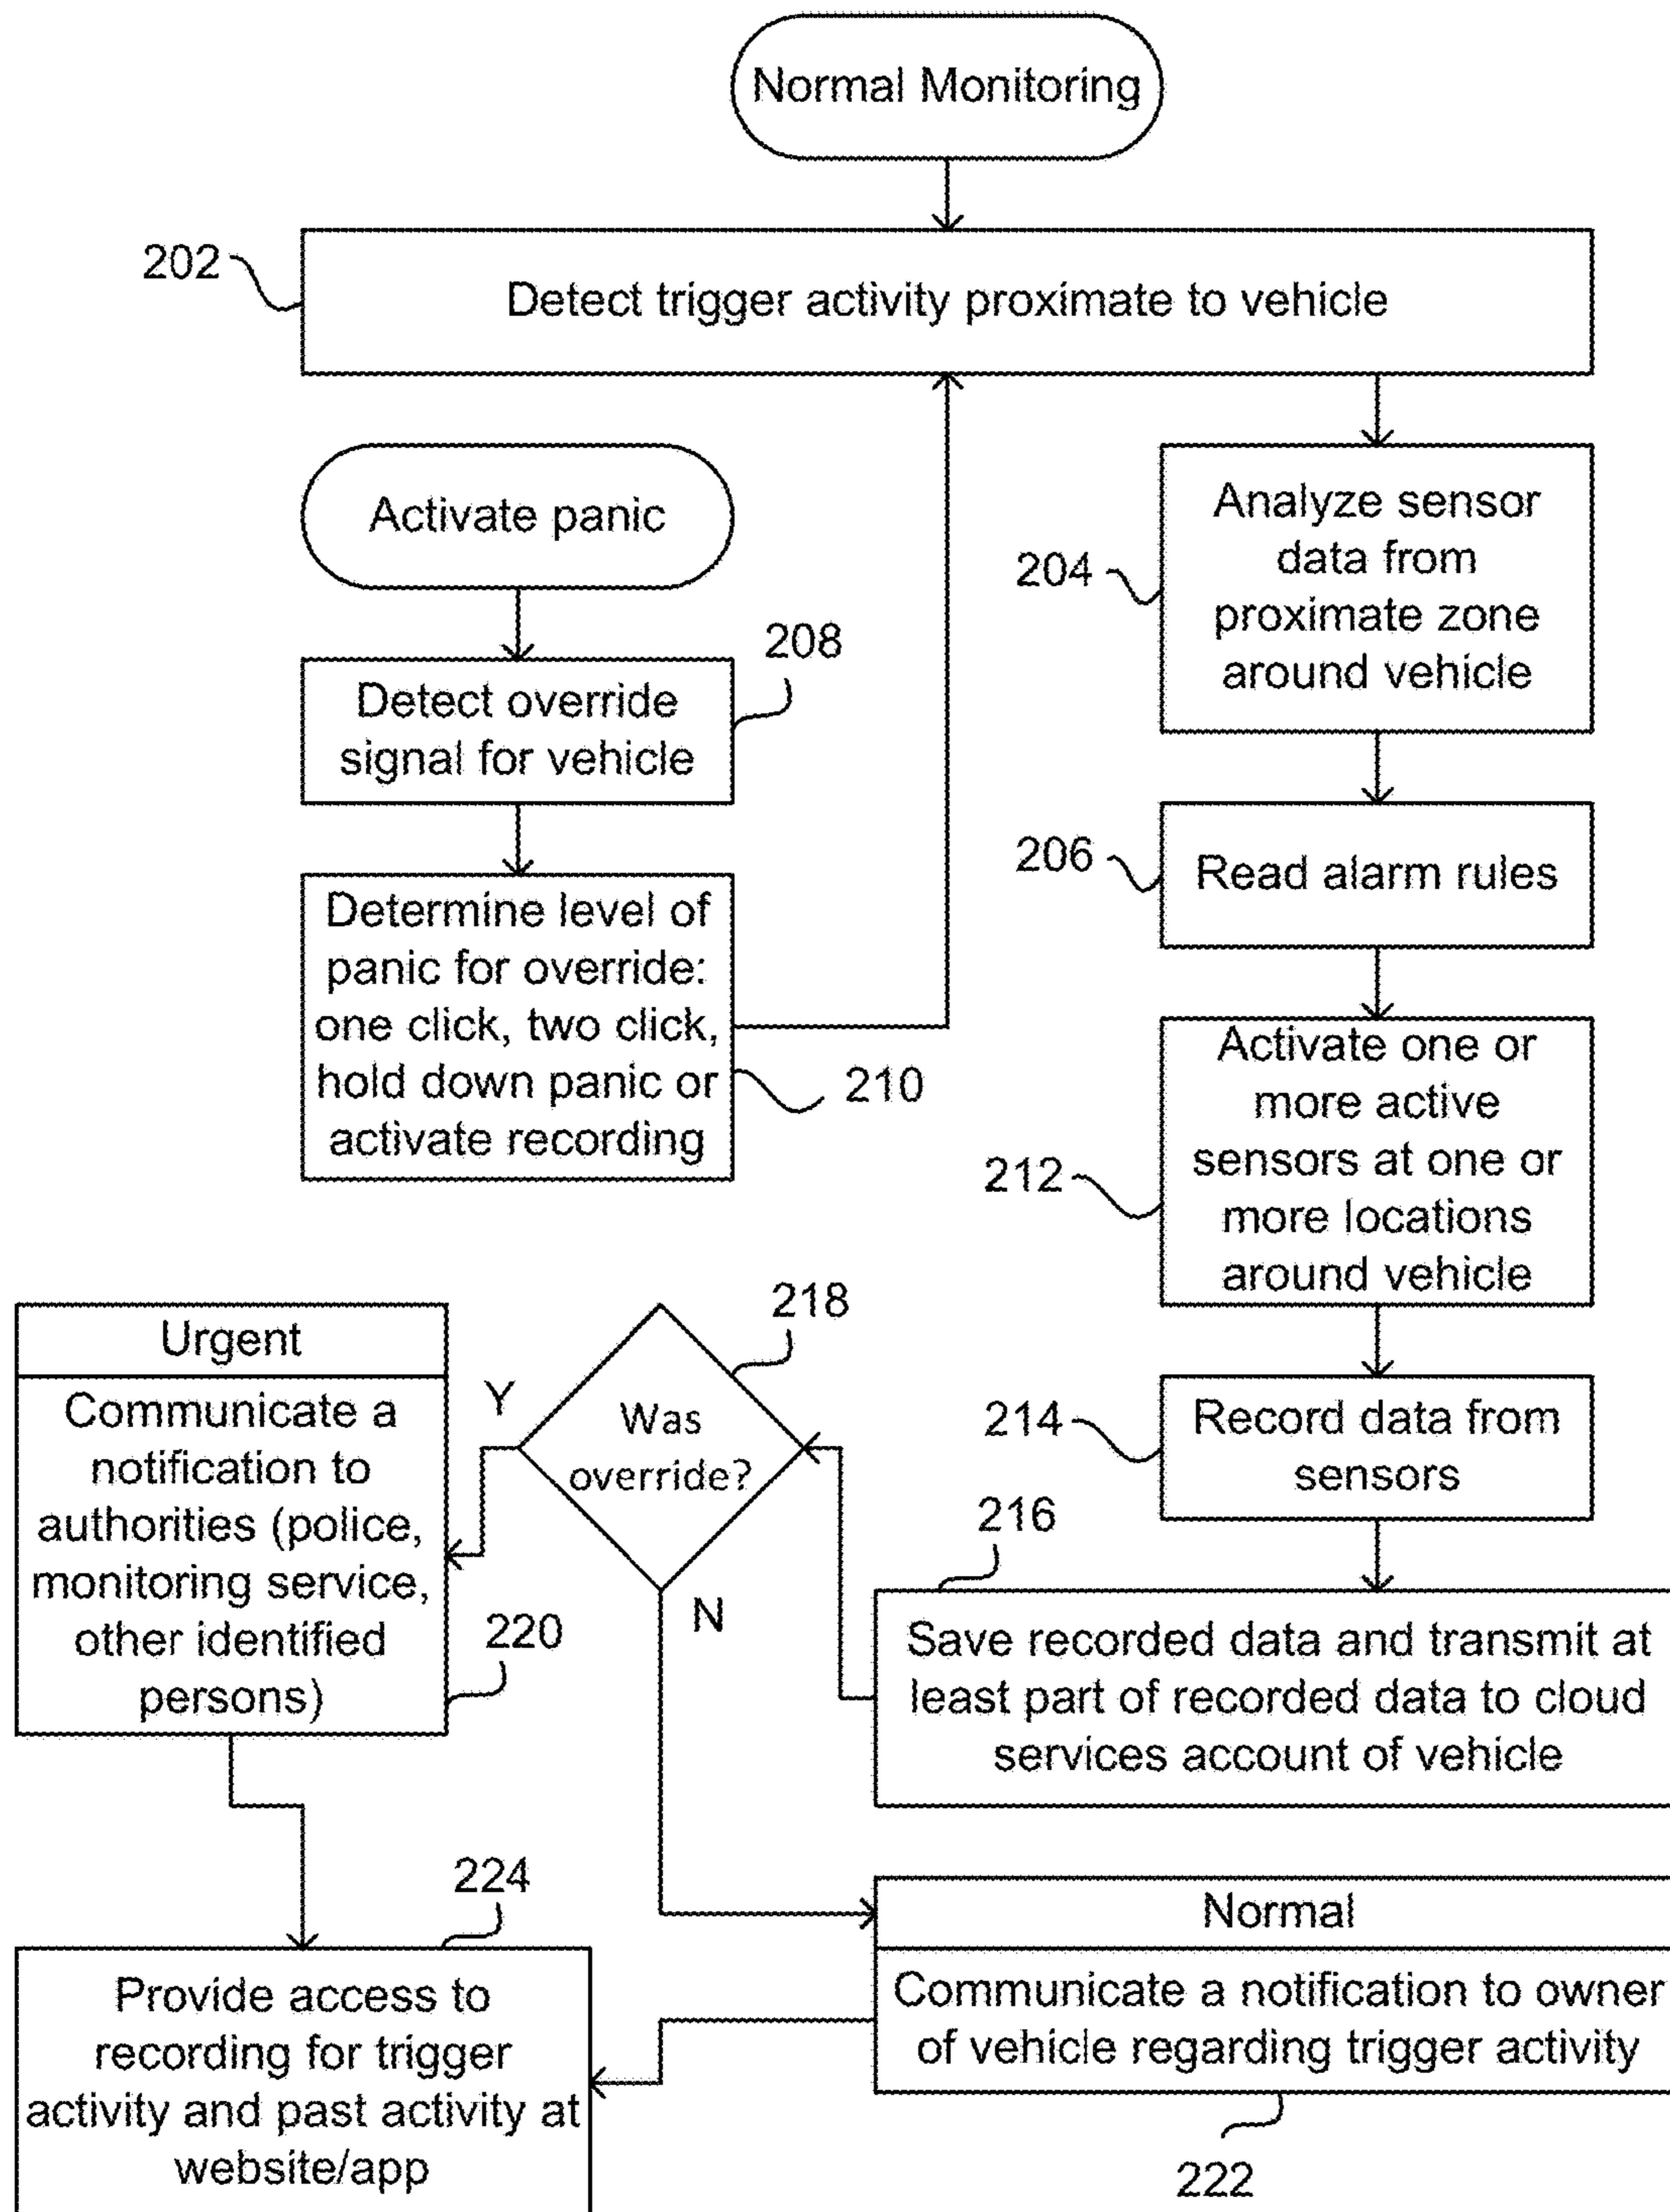 Normal Monitoring
202
Detect trigger activity proximate to vehicle
Activate panic
208
Detect override
signal for vehicle
Determine level of
panic for override:
one click, two click,
hold down panic or
activate recording
210
204
Analyze sensor
data from
proximate zone
around vehicle
206
Read alarm rules
212
Activate one or
more active
sensors at one or
more locations
around vehicle
214
Record data from
sensors
216
Save recorded data and transmit at
least part of recorded data to cloud
services account of vehicle
218
Was
override?
Y
N
Urgent
Communicate a
notification to
authorities (police,
monitoring service,
other identified
persons)
220
Normal
Communicate a notification to owner
of vehicle regarding trigger activity
222
224
Provide access to
recording for trigger
activity and past activity at
website/app